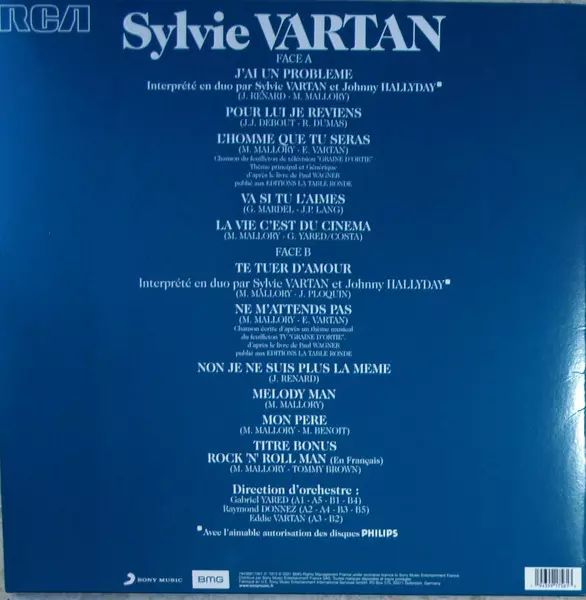 RCA
Sylvie VARTAN
FACE A
J'AI UN PROBLEME
Interprété en duo par Sylvie VARTAN et Johnny HALLYDAY*
(J. RENARD - M. MALLORY)
POUR LUI JE REVIENS
(J.J. DEBOUT - R. DUMAS)
L'HOMME QUE TU SERAS
(M. MALLORY - E. VARTAN)
Chanson du feuilleton de télévision "GRAINE D'ORTIE"
Thème principal et Générique
d'après le livre de Paul WAGNER
publié aux EDITIONS LA TABLE RONDE
VA SI TU L'AIMES
(G. MARDEL - J.P. LANG)
LA VIE C'EST DU CINEMA
(M. MALLORY - G. YARED/COSTA)
FACE B
TE TUER D'AMOUR
Interprété en duo par Sylvie VARTAN et Johnny HALLYDAY*
(M. MALLORY - J. PLOQUIN)
NE M'ATTENDS PAS
(M. MALLORY - E. VARTAN)
Chanson écrite d'après un thème musical
du feuilleton TV "GRAINE D'ORTIE".
d'après le livre de Paul WAGNER
publié aux EDITIONS LA TABLE RONDE
NON JE NE SUIS PLUS LA MEME
(J. RENARD)
MELODY MAN
(M. MALLORY)
MON PERE
(M. MALLORY - M. BENOIT)
TITRE BONUS
ROCK 'N' ROLL MAN (En Français)
(M. MALLORY - TOMMY BROWN)
Direction d'orchestre :
Gabriel YARED (A1 - A5 - B1 - B4)
Raymond DONNEZ (A2 - A4 - B3 - B5)
Eddie VARTAN (A3 - B2)
*Avec l'aimable autorisation des disques PHILIPS
SONY MUSIC
BMG